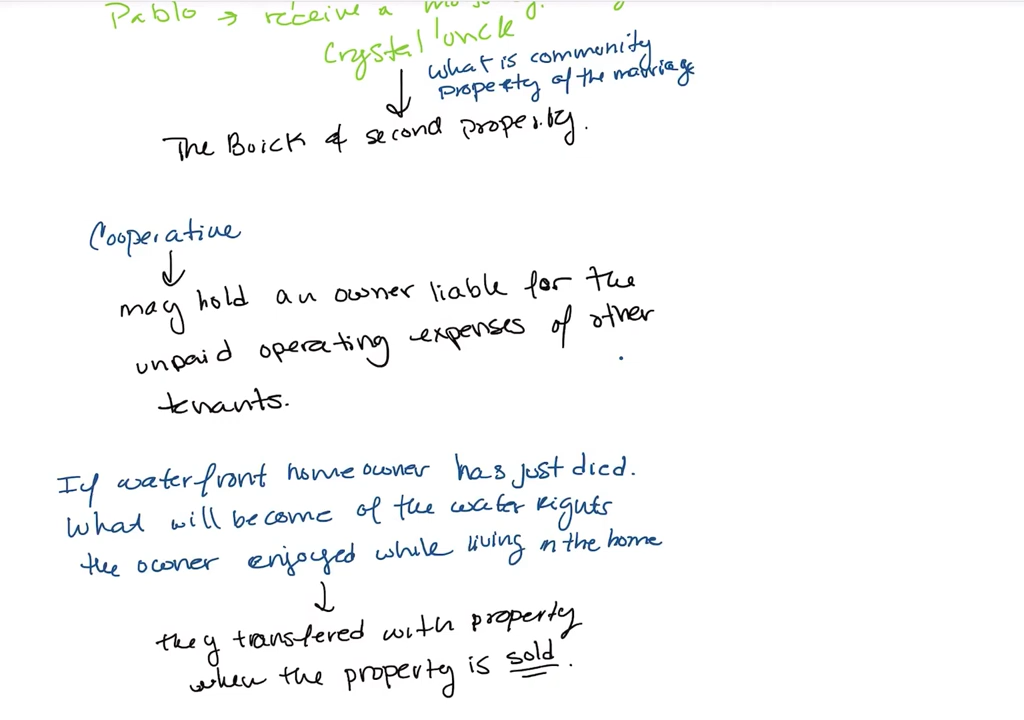 Pablo → receive a
Crystal uncle
What is community
property of the marriage
The Boick & second property.
Cooperative
may hold an owner liable for the
unpaid operating expenses of other
tenants.
If waterfront home owner has just died.
What will become of the water rights
the owner enjoyed while living in the home
they transfered with property
when the property is sold.